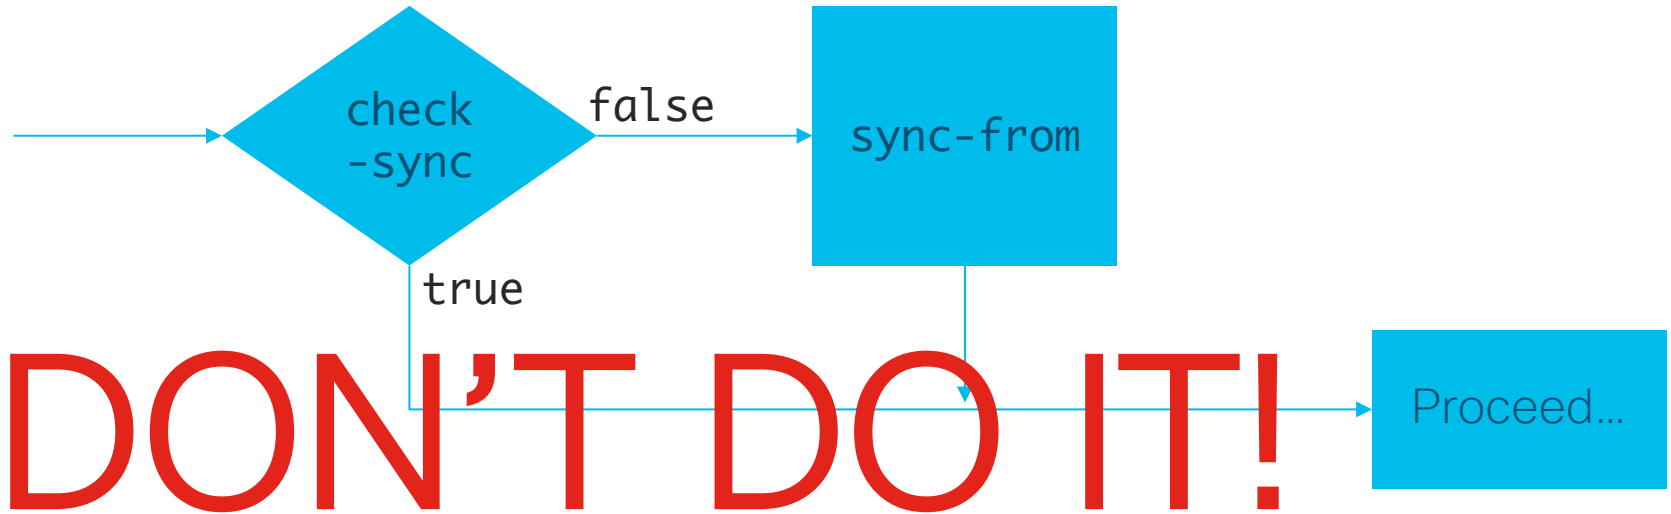 check
-sync
false
sync-from
true
DON’T DO IT!
Proceed…